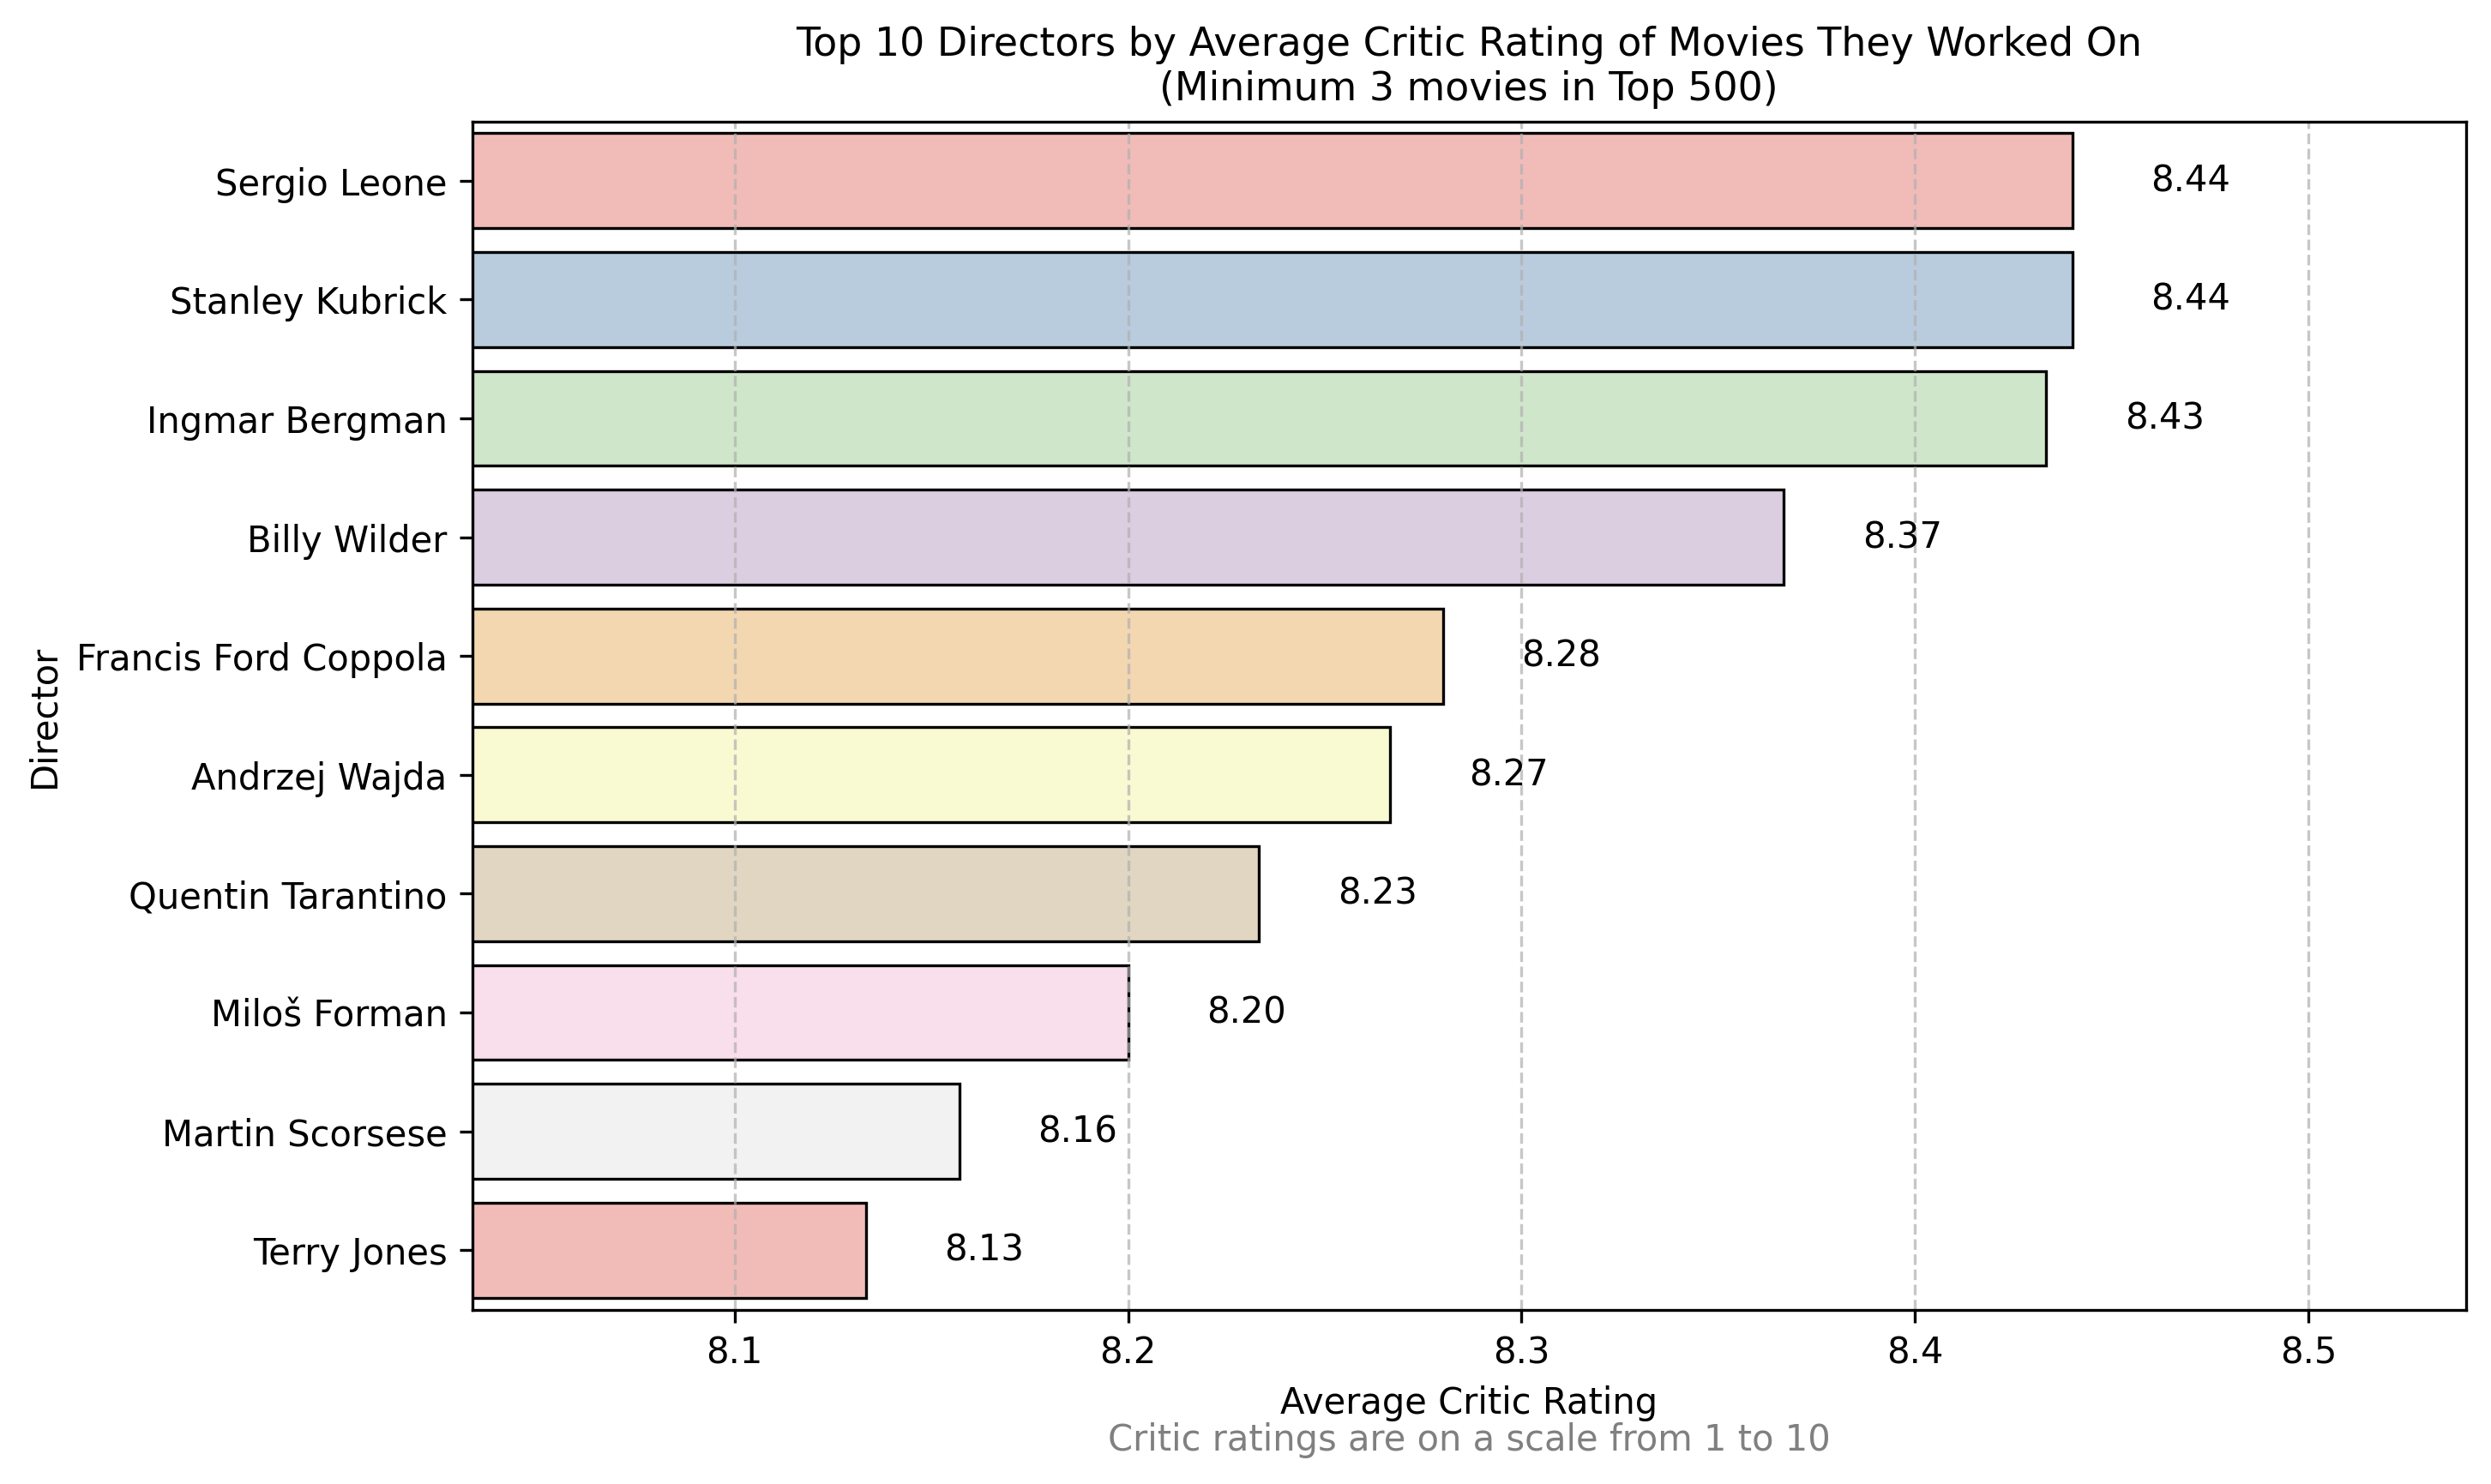 Top 10 Directors by Average Critic Rating of Movies They Worked On
(Minimum 3 movies in Top 500)
Director
Sergio Leone
8.44
Stanley Kubrick
8.44
Ingmar Bergman
8.43
Billy Wilder
8.37
Francis Ford Coppola
8.28
Andrzej Wajda
8.27
Quentin Tarantino
8.23
Miloš Forman
8.20
Martin Scorsese
8.16
Terry Jones
8.13
8.1 8.2 8.3 8.4 8.5
Average Critic Rating
Critic ratings are on a scale from 1 to 10